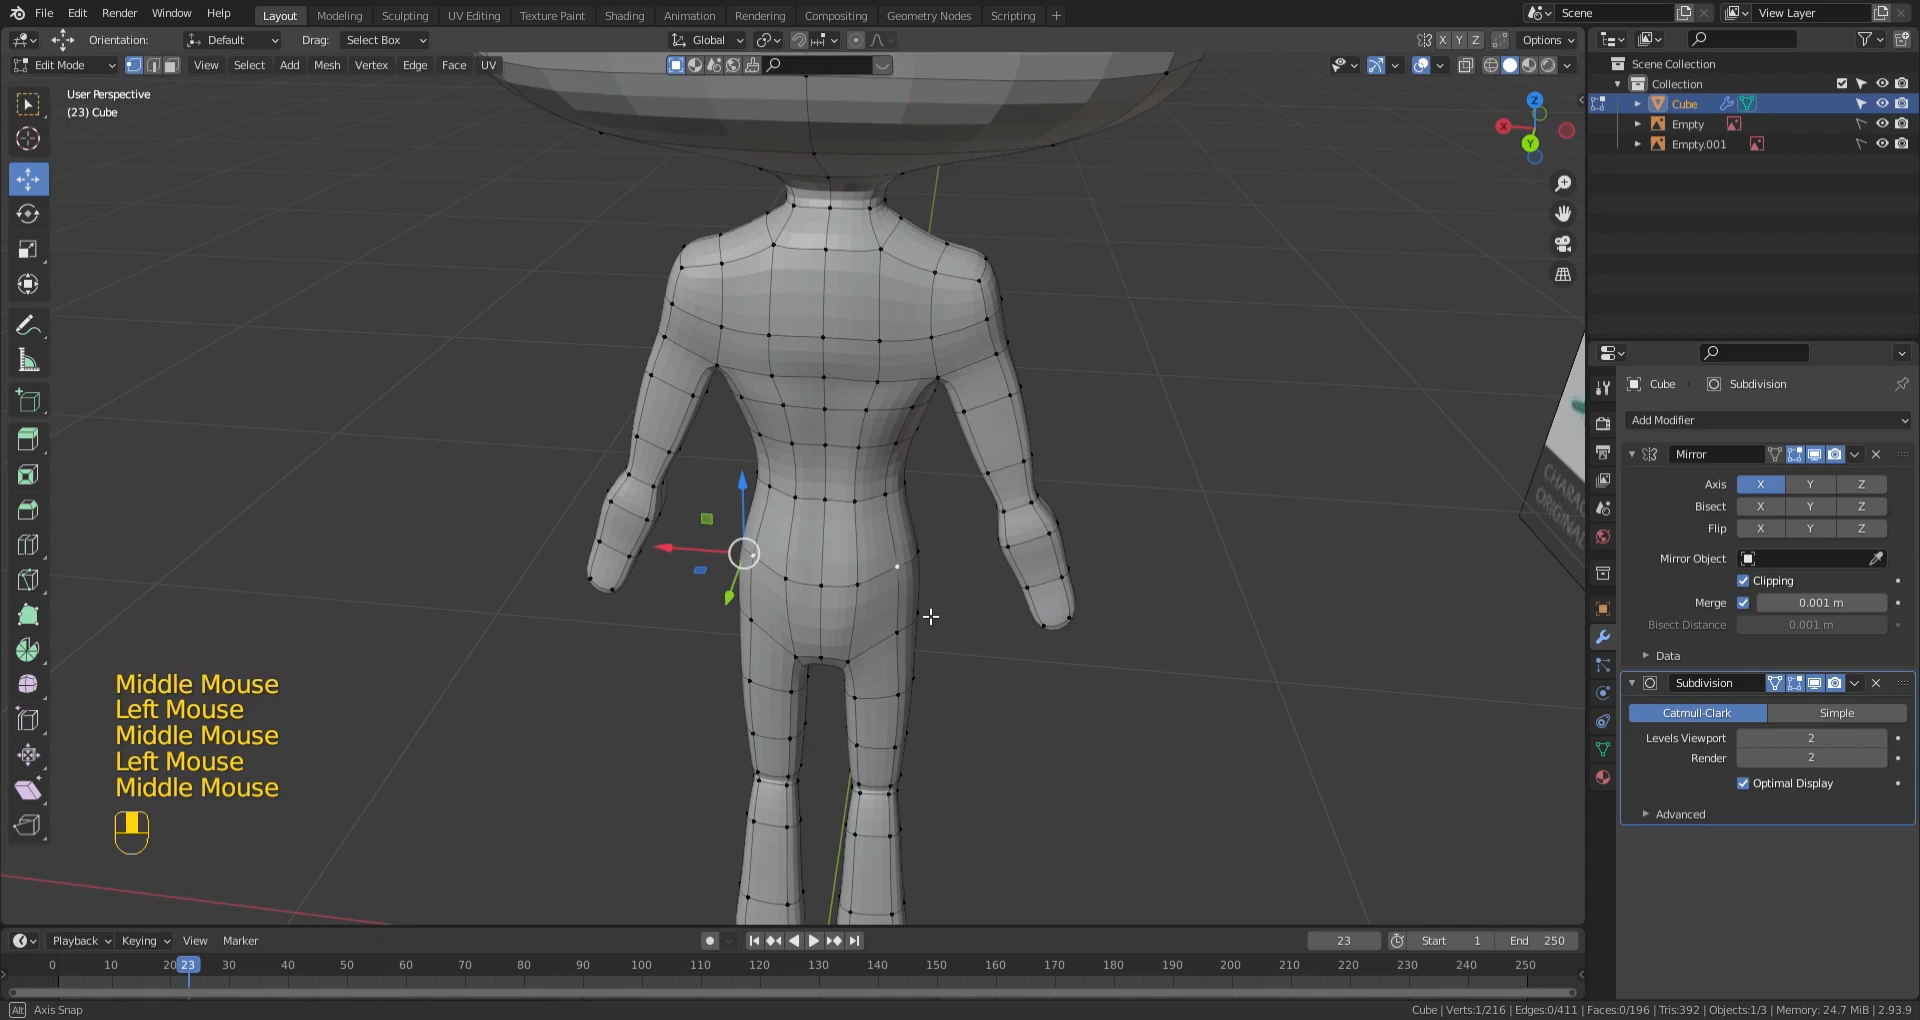 File Edit Render Window Help Layout Modeling Sculpting UV Editing Texture Paint Shading Animation Rendering Compositing Geometry Nodes Scripting + Scene View Layer
Orientation: Default Drag: Select Box Global X Y Z Options
Edit Mode View Select Add Mesh Vertex Edge Face UV
User Perspective
(23) Cube
Scene Collection
Collection
Cube
Empty
Empty.001
Z
X
Y
Cube Subdivision
Add Modifier
Mirror
Axis X Y Z
Bisect X Y Z
Flip X Y Z
Mirror Object
Clipping
Merge 0.001 m
Bisect Distance 0.001 m
Data
Subdivision
Catmull-Clark Simple
Levels Viewport 2
Render 2
Optimal Display
Advanced
Middle Mouse
Left Mouse
Middle Mouse
Left Mouse
Middle Mouse
Playback Keying View Marker 23 Start 1 End 250
0 10 20 23 30 40 50 60 70 80 90 100 110 120 130 140 150 160 170 180 190 200 210 220 230 240 250
Alt Axis Snap Cube | Verts:1/216 | Edges:0/411 | Faces:0/196 | Tris:392 | Objects:1/3 | Memory: 24.7 MiB | 2.93.9